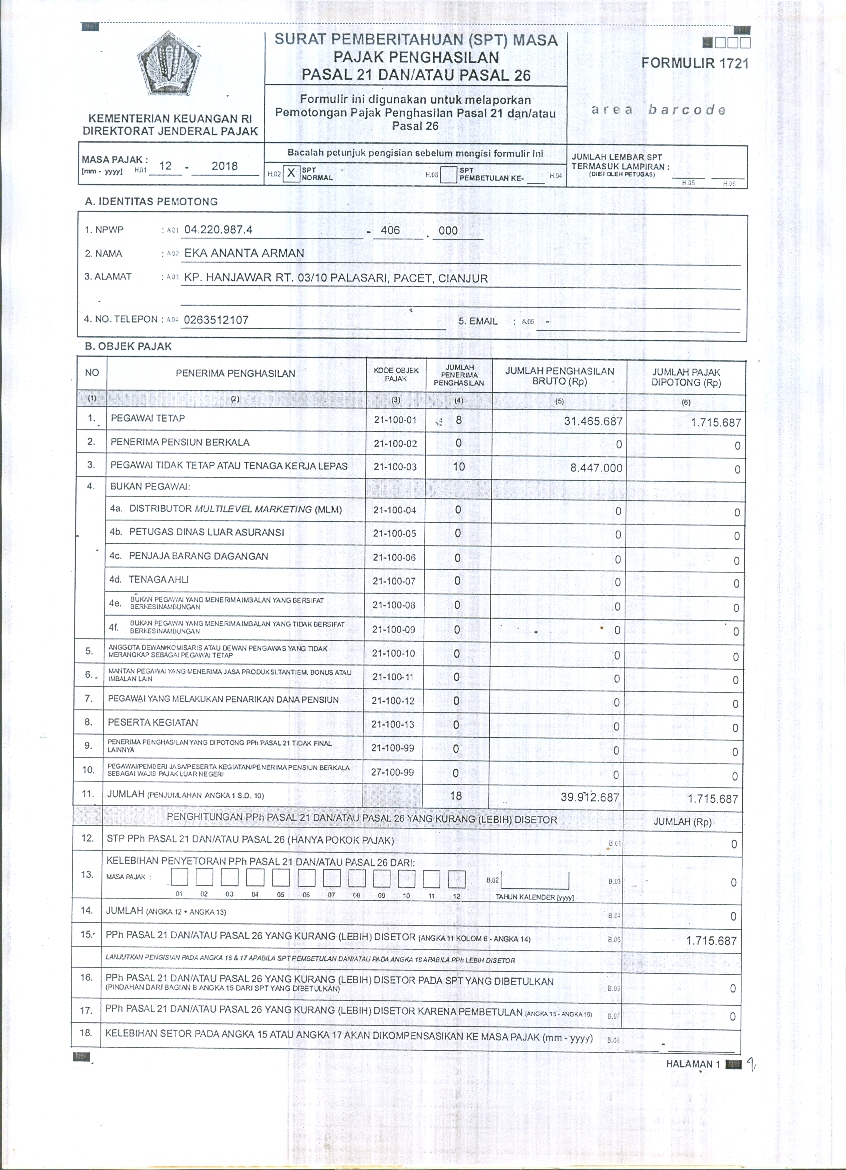 SURAT PEMBERITAHUAN (SPT) MASA
PAJAK PENGHASILAN
PASAL 21 DAN/ATAU PASAL 26
FORMULIR 1721
Formulir ini digunakan untuk melaporkan
Pemotongan Pajak Penghasilan Pasal 21 dan/atau
Pasal 26
area barcode
KEMENTERIAN KEUANGAN RI
DIREKTORAT JENDERAL PAJAK
MASA PAJAK :
[mm - yyyy] H.01 12 - 2018
Bacalah petunjuk pengisian sebelum mengisi formulir ini
H.02 X SPT NORMAL H.03 SPT PEMBETULAN KE- H.04
JUMLAH LEMBAR SPT
TERMASUK LAMPIRAN :
(DIISI OLEH PETUGAS)
H.05 H.06
A. IDENTITAS PEMOTONG
1. NPWP : A.01 04.220.987.4 - 406 . 000
2. NAMA : A.02 EKA ANANTA ARMAN
3. ALAMAT : A.03 KP. HANJAWAR RT. 03/10 PALASARI, PACET, CIANJUR
4. NO. TELEPON : A.04 0263512107 5. EMAIL : A.05 -
B. OBJEK PAJAK
NO PENERIMA PENGHASILAN KODE OBJEK PAJAK JUMLAH PENERIMA PENGHASILAN JUMLAH PENGHASILAN BRUTO (Rp) JUMLAH PAJAK DIPOTONG (Rp)
(1) (2) (3) (4) (5) (6)
1. PEGAWAI TETAP 21-100-01 8 31.465.687 1.715.687
2. PENERIMA PENSIUN BERKALA 21-100-02 0 0 0
3. PEGAWAI TIDAK TETAP ATAU TENAGA KERJA LEPAS 21-100-03 10 8.447.000 0
4. BUKAN PEGAWAI:
4a. DISTRIBUTOR MULTILEVEL MARKETING (MLM) 21-100-04 0 0 0
4b. PETUGAS DINAS LUAR ASURANSI 21-100-05 0 0 0
4c. PENJAJA BARANG DAGANGAN 21-100-06 0 0 0
4d. TENAGA AHLI 21-100-07 0 0 0
4e. BUKAN PEGAWAI YANG MENERIMA IMBALAN YANG BERSIFAT BERKESINAMBUNGAN 21-100-08 0 0 0
4f. BUKAN PEGAWAI YANG MENERIMA IMBALAN YANG TIDAK BERSIFAT BERKESINAMBUNGAN 21-100-09 0 0 0
5. ANGGOTA DEWAN KOMISARIS ATAU DEWAN PENGAWAS YANG TIDAK MERANGKAP SEBAGAI PEGAWAI TETAP 21-100-10 0 0 0
6. MANTAN PEGAWAI YANG MENERIMA JASA PRODUKSI, TANTIEM, BONUS ATAU IMBALAN LAIN 21-100-11 0 0 0
7. PEGAWAI YANG MELAKUKAN PENARIKAN DANA PENSIUN 21-100-12 0 0 0
8. PESERTA KEGIATAN 21-100-13 0 0 0
9. PENERIMA PENGHASILAN YANG DIPOTONG PPh PASAL 21 TIDAK FINAL LAINNYA 21-100-99 0 0 0
10. PEGAWAI/PEMBERI JASA/PESERTA KEGIATAN/PENERIMA PENSIUN BERKALA SEBAGAI WAJIB PAJAK LUAR NEGERI 27-100-99 0 0 0
11. JUMLAH (PENJUMLAHAN ANGKA 1 S.D. 10) 18 39.912.687 1.715.687
PENGHITUNGAN PPh PASAL 21 DAN/ATAU PASAL 26 YANG KURANG (LEBIH) DISETOR JUMLAH (Rp)
12. STP PPh PASAL 21 DAN/ATAU PASAL 26 (HANYA POKOK PAJAK) B.01 0
13. KELEBIHAN PENYETORAN PPh PASAL 21 DAN/ATAU PASAL 26 DARI:
MASA PAJAK : B.02 B.03 0
01 02 03 04 05 06 07 08 09 10 11 12 TAHUN KALENDER [yyyy]
14. JUMLAH (ANGKA 12 + ANGKA 13) B.04 0
15. PPh PASAL 21 DAN/ATAU PASAL 26 YANG KURANG (LEBIH) DISETOR (ANGKA 11 KOLOM 6 - ANGKA 14) B.05 1.715.687
LANJUTKAN PENGISIAN PADA ANGKA 16 & 17 APABILA SPT PEMBETULAN DAN/ATAU PADA ANGKA 18 APABILA PPh LEBIH DISETOR
16. PPh PASAL 21 DAN/ATAU PASAL 26 YANG KURANG (LEBIH) DISETOR PADA SPT YANG DIBETULKAN
(PINDAHAN DARI BAGIAN B ANGKA 15 DARI SPT YANG DIBETULKAN) B.06 0
17. PPh PASAL 21 DAN/ATAU PASAL 26 YANG KURANG (LEBIH) DISETOR KARENA PEMBETULAN (ANGKA 15 - ANGKA 16) B.07 0
18. KELEBIHAN SETOR PADA ANGKA 15 ATAU ANGKA 17 AKAN DIKOMPENSASIKAN KE MASA PAJAK (mm - yyyy) B.08 -
HALAMAN 1